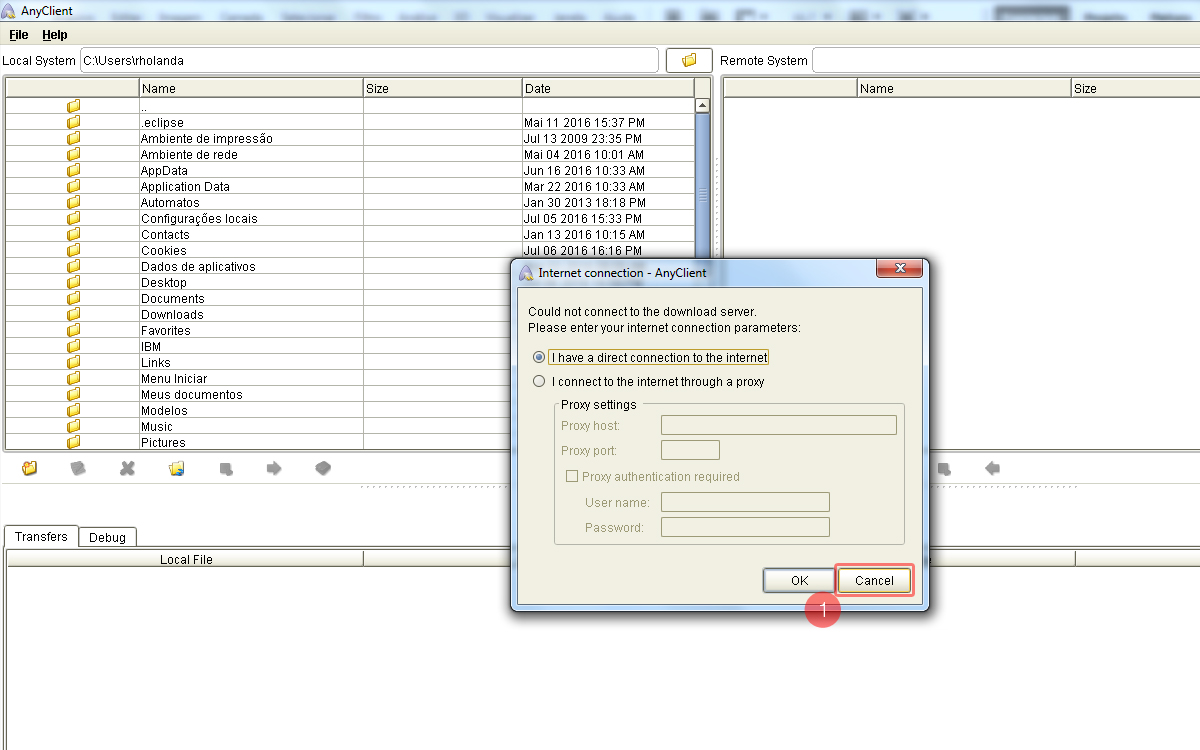 AnyClient
File Help
Local System C:\Users\rholanda Remote System
Name Size Date Name Size
..
.eclipse Mai 11 2016 15:37 PM
Ambiente de impressão Jul 13 2009 23:35 PM
Ambiente de rede Mai 04 2016 10:01 AM
AppData Jun 16 2016 10:33 AM
Application Data Mar 22 2016 10:33 AM
Automatos Jan 30 2013 18:18 PM
Configurações locais Jul 05 2016 15:33 PM
Contacts Jan 13 2016 10:15 AM
Cookies Jul 06 2016 16:16 PM
Dados de aplicativos
Desktop
Documents
Downloads
Favorites
IBM
Links
Menu Iniciar
Meus documentos
Modelos
Music
Pictures
Internet connection - AnyClient
Could not connect to the download server.
Please enter your internet connection parameters:
I have a direct connection to the internet
I connect to the internet through a proxy
Proxy settings
Proxy host:
Proxy port:
Proxy authentication required
User name:
Password:
OK Cancel
1
Transfers Debug
Local File